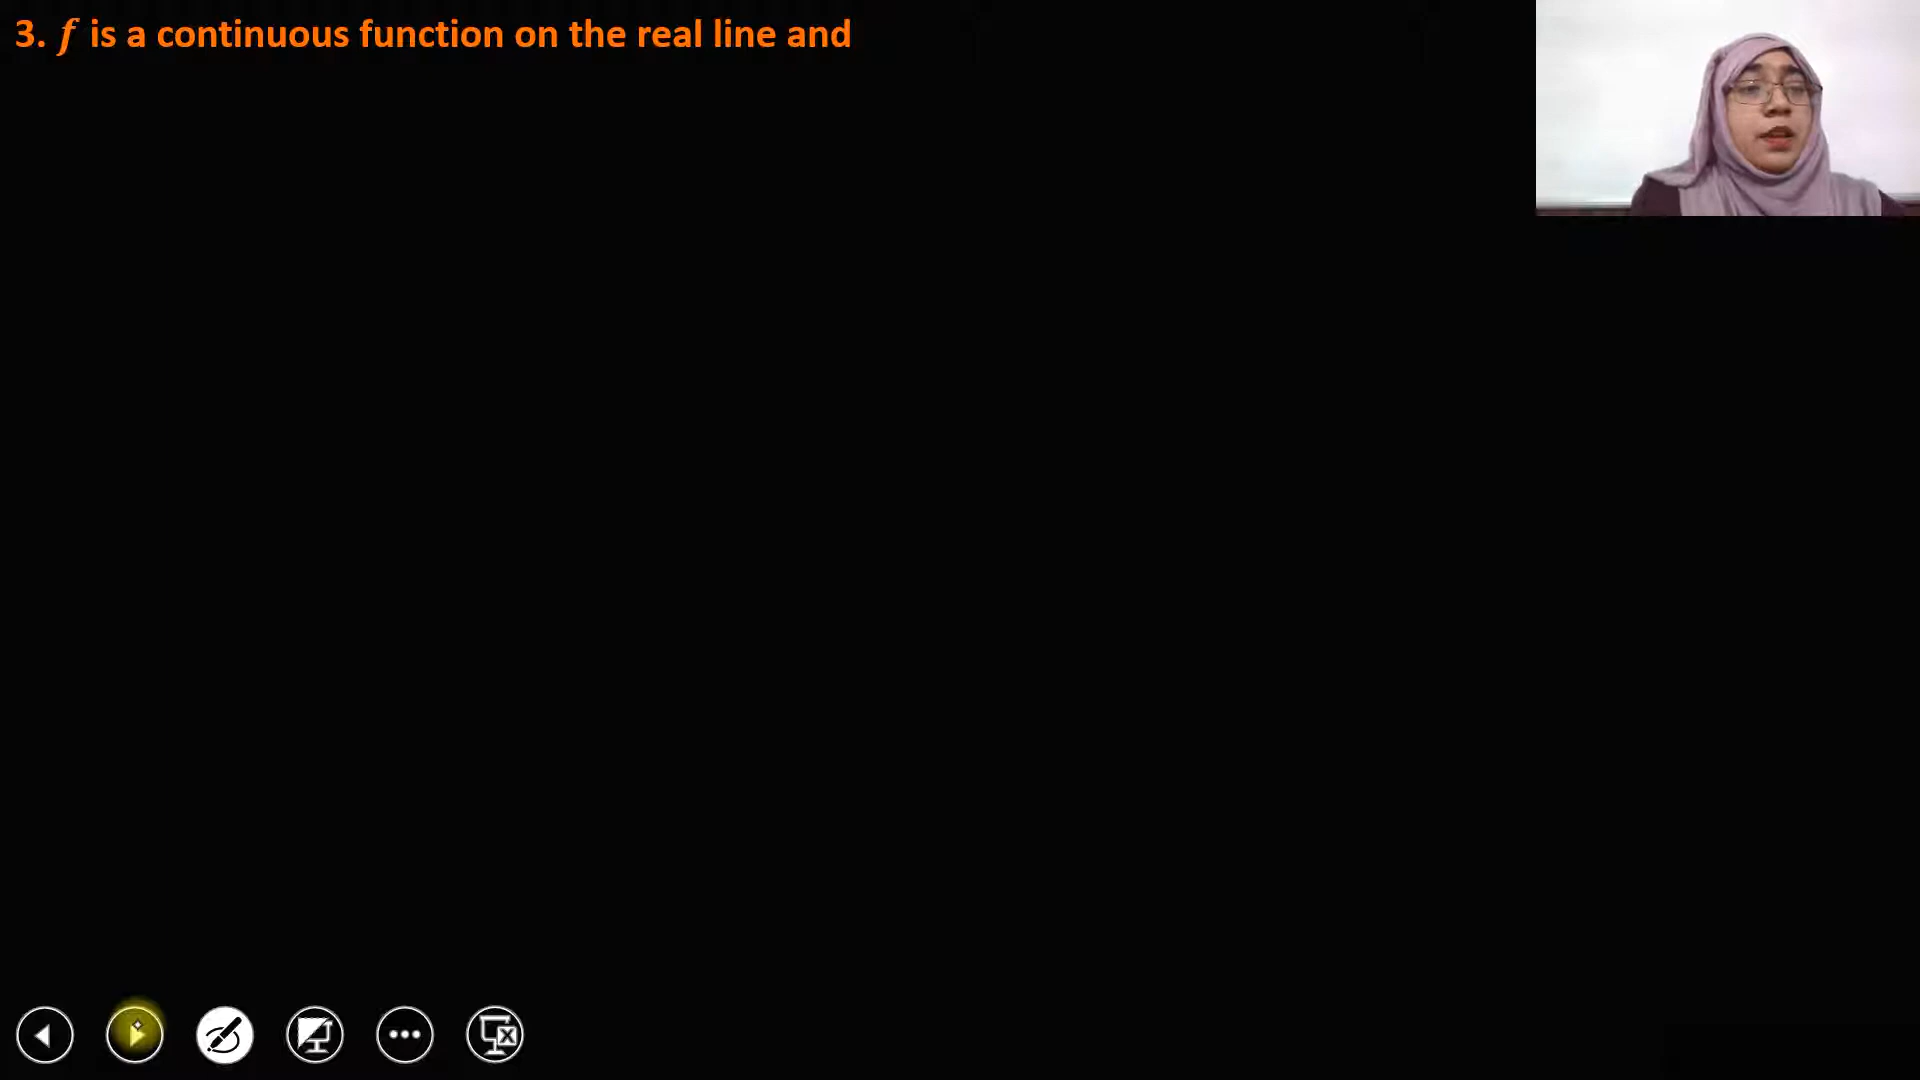 3. f is a continuous function on the real line and